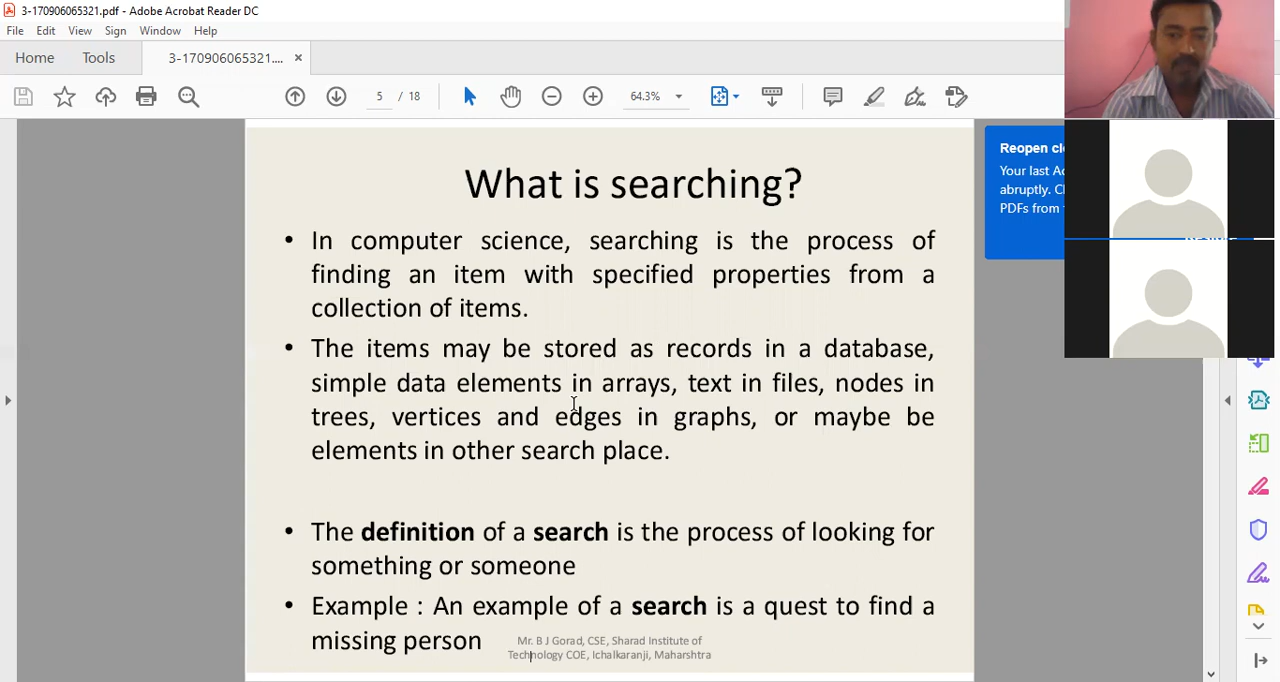 3-170906065321.pdf - Adobe Acrobat Reader DC
File Edit View Sign Window Help
Home Tools 3-170906065321.... ×
5 / 18 64.3%
Reopen cl
Your last Ac
abruptly. Cl
PDFs from
What is searching?
• In computer science, searching is the process of
finding an item with specified properties from a
collection of items.
• The items may be stored as records in a database,
simple data elements in arrays, text in files, nodes in
trees, vertices and edges in graphs, or maybe be
elements in other search place.
• The definition of a search is the process of looking for
something or someone
• Example : An example of a search is a quest to find a
missing person
Mr. B J Gorad, CSE, Sharad Institute of
Technology COE, Ichalkaranji, Maharshtra